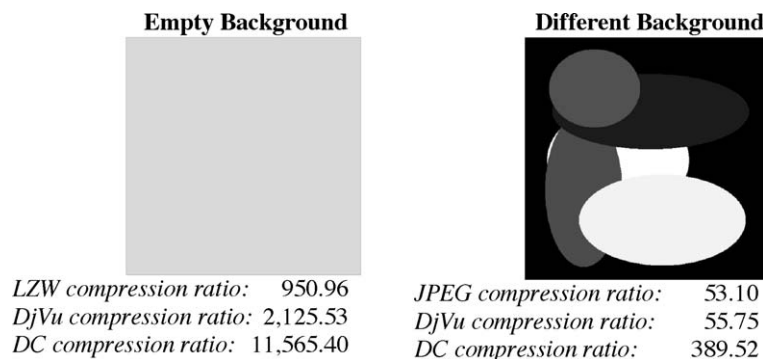 Empty Background
LZW compression ratio: 950.96
DjVu compression ratio: 2,125.53
DC compression ratio: 11,565.40
Different Background
JPEG compression ratio: 53.10
DjVu compression ratio: 55.75
DC compression ratio: 389.52